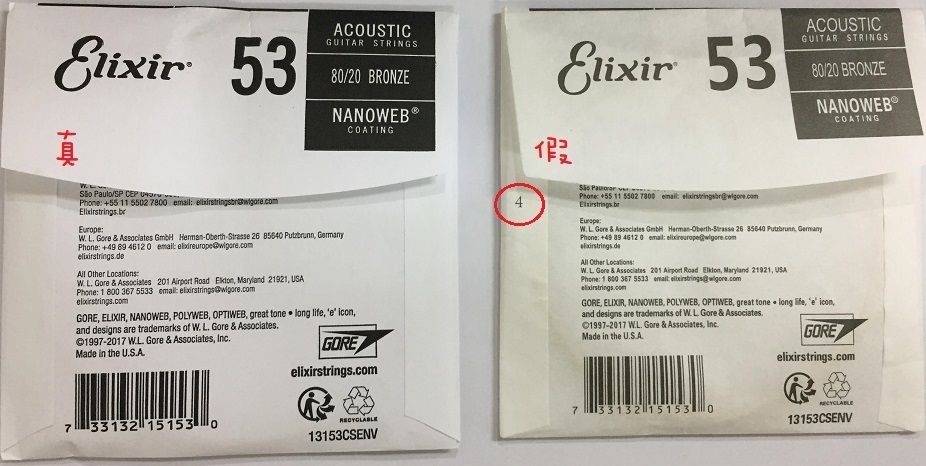 Elixir®
53
ACOUSTIC
GUITAR STRINGS
80/20 BRONZE
NANOWEB®
COATING
真
São Paulo/SP CEP
Phone: +55 11 5502 7800 email: elixirstringsbr@wlgore.com
Elixirstrings.br
Europe:
W. L. Gore & Associates GmbH Herman-Oberth-Strasse 26 85640 Putzbrunn, Germany
Phone: +49 89 4612 0 email: elixireurope@wlgore.com
elixirstrings.de
All Other Locations:
W. L. Gore & Associates 201 Airport Road Elkton, Maryland 21921, USA
Phone: 1 800 367 5533 email: elixirstrings@wlgore.com
elixirstrings.com
GORE, ELIXIR, NANOWEB, POLYWEB, OPTIWEB, great tone • long life, 'e' icon,
and designs are trademarks of W. L. Gore & Associates.
©1997-2017 W. L. Gore & Associates, Inc.
Made in the U.S.A.
GORE
elixirstrings.com
RECYCLABLE
7 33132 15153 0
13153CSENV
Elixir®
53
ACOUSTIC
GUITAR STRINGS
80/20 BRONZE
NANOWEB®
COATING
假
4
São Paulo/SP CEP
Phone: +55 11 5502 7800 email: elixirstringsbr@wlgore.com
Elixirstrings.br
Europe:
W. L. Gore & Associates GmbH Herman-Oberth-Strasse 26 85640 Putzbrunn, Germany
Phone: +49 89 4612 0 email: elixireurope@wlgore.com
elixirstrings.de
All Other Locations:
W. L. Gore & Associates 201 Airport Road Elkton, Maryland 21921, USA
Phone: 1 800 367 5533 email: elixirstrings@wlgore.com
elixirstrings.com
GORE, ELIXIR, NANOWEB, POLYWEB, OPTIWEB, great tone • long life, 'e' icon,
and designs are trademarks of W. L. Gore & Associates.
©1997-2017 W. L. Gore & Associates, Inc.
Made in the U.S.A.
GORE
elixirstrings.com
RECYCLABLE
7 33132 15153 0
13153CSENV